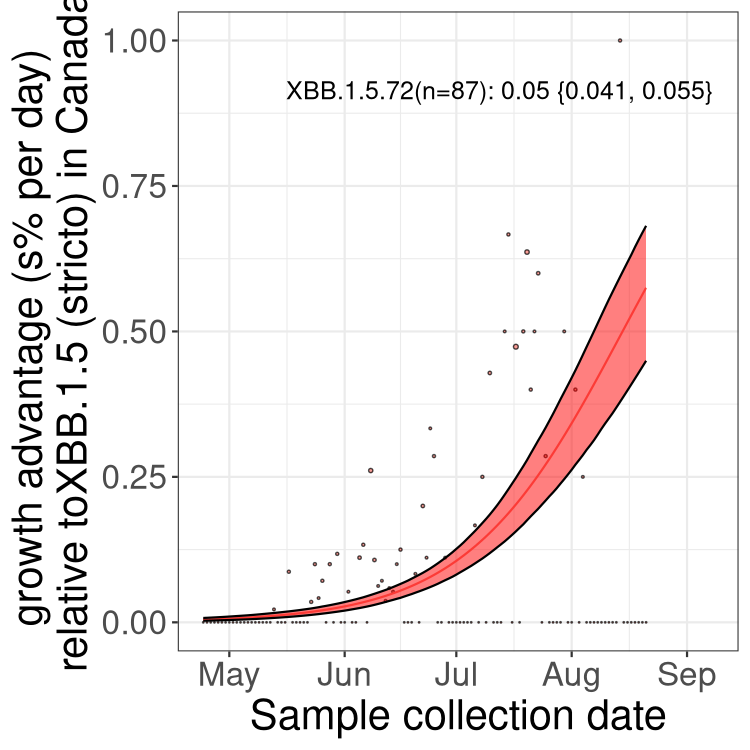 growth advantage (s% per day)
relative toXBB.1.5 (stricto) in Canada
1.00
0.75
0.50
0.25
0.00
XBB.1.5.72(n=87): 0.05 {0.041, 0.055}
May Jun Jul Aug Sep
Sample collection date